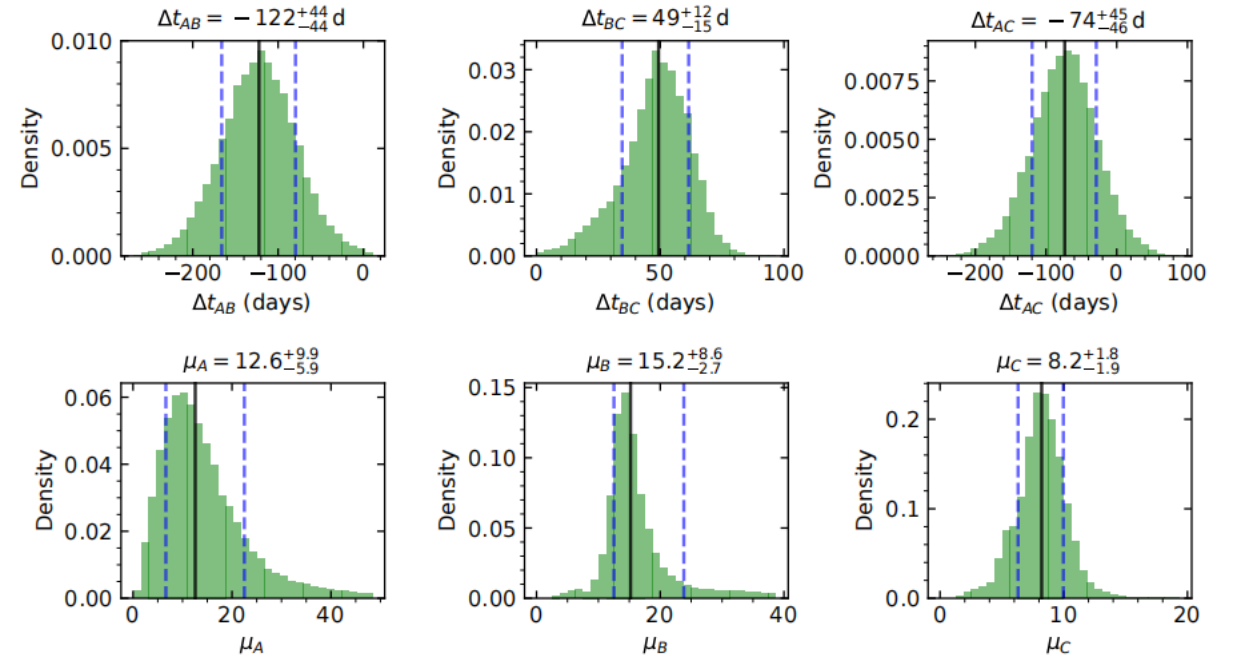 Δt_AB = −122 +44 −44 d
Δt_BC = 49 +12 −15 d
Δt_AC = −74 +45 −46 d
0.010
0.005
0.000
Density
−200 −100 0
Δt_AB (days)
0.03
0.02
0.01
0.00
Density
0 50 100
Δt_BC (days)
0.0075
0.0050
0.0025
0.0000
Density
−200 −100 0 100
Δt_AC (days)
μ_A = 12.6 +9.9 −5.9
μ_B = 15.2 +8.6 −2.7
μ_C = 8.2 +1.8 −1.9
0.06
0.04
0.02
0.00
Density
0 20 40
μ_A
0.15
0.10
0.05
0.00
Density
0 20 40
μ_B
0.2
0.1
0.0
Density
0 10 20
μ_C